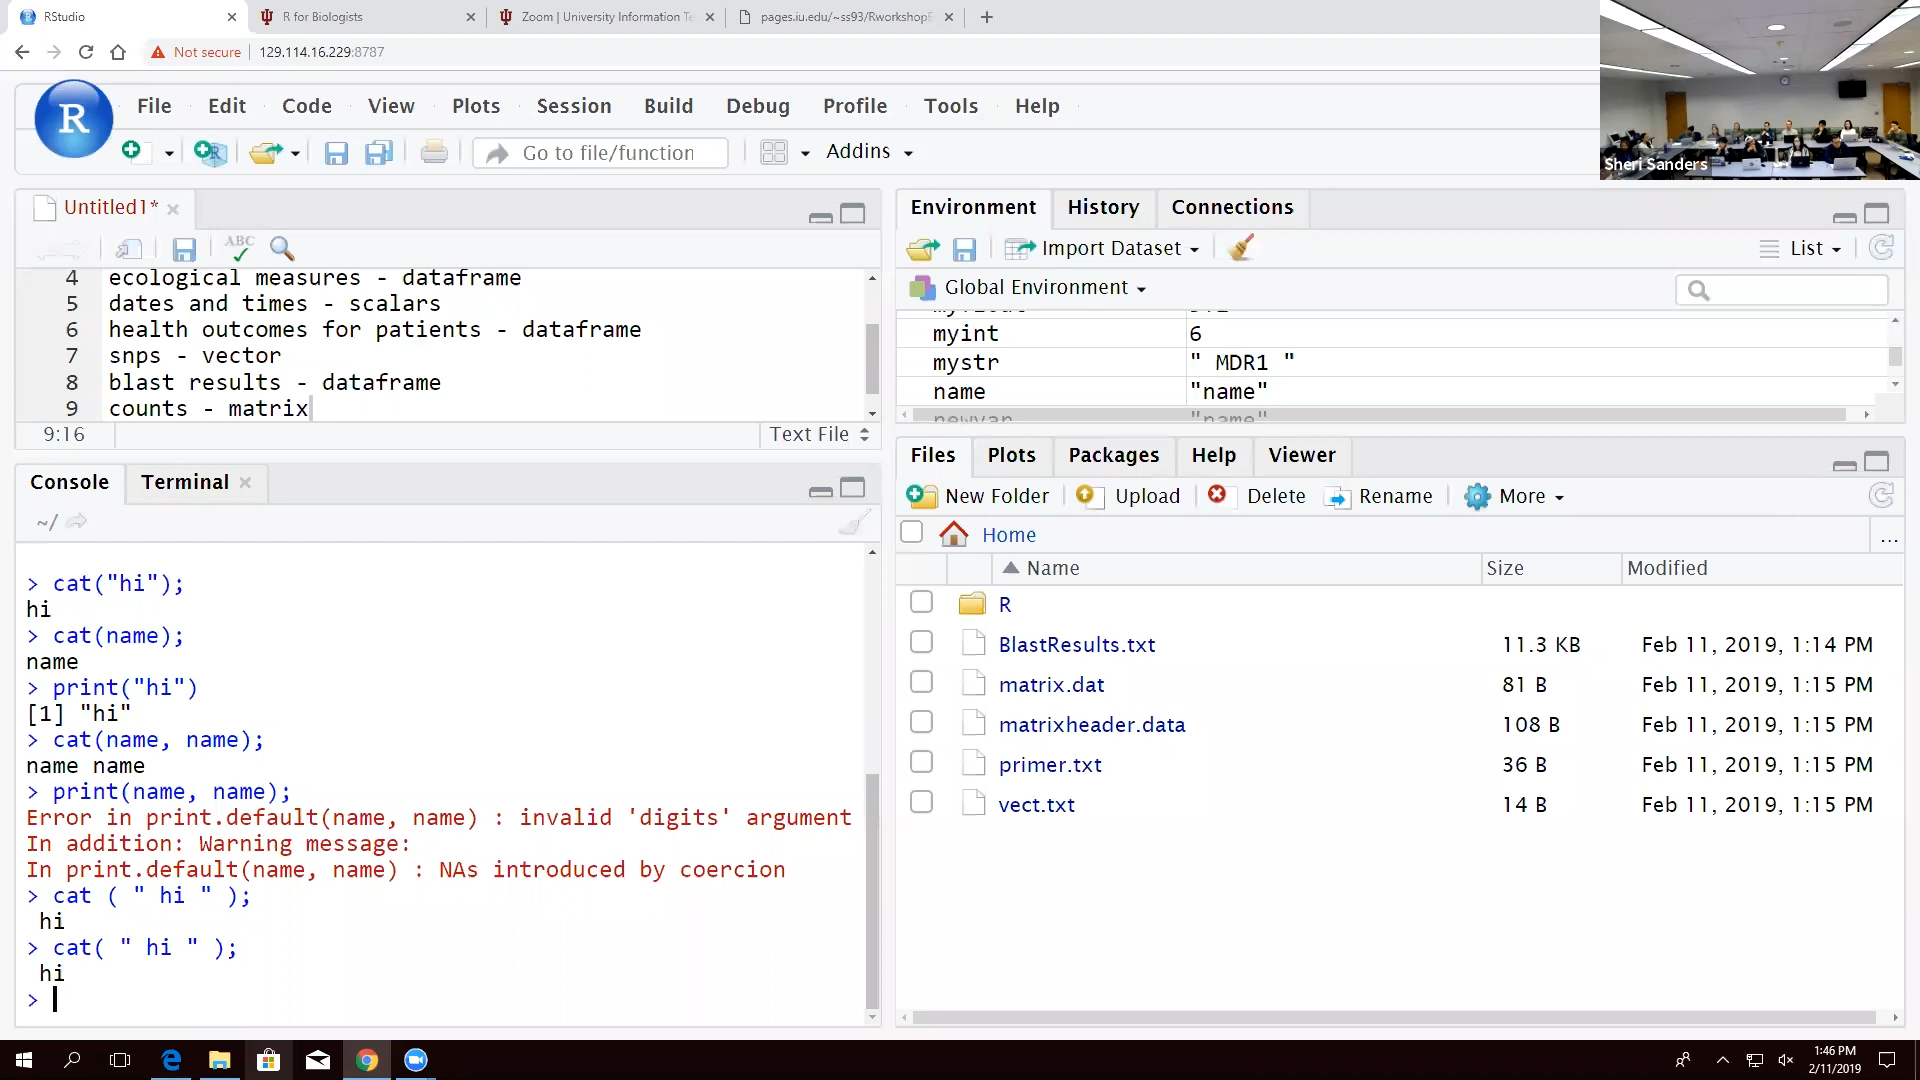 RStudio
R for Biologists
Zoom | University Information Te
pages.iu.edu/~ss93/Rworkshop
Not secure
129.114.16.229:8787
Sheri Sanders
R
File Edit Code View Plots Session Build Debug Profile Tools Help
Go to file/function
Addins
Untitled1*
ABC
4 ecological measures - dataframe
5 dates and times - scalars
6 health outcomes for patients - dataframe
7 snps - vector
8 blast results - dataframe
9 counts - matrix
9:16
Text File
Console
Terminal
~/
> cat("hi");
hi
> cat(name);
name
> print("hi")
[1] "hi"
> cat(name, name);
name name
> print(name, name);
Error in print.default(name, name) : invalid 'digits' argument
In addition: Warning message:
In print.default(name, name) : NAs introduced by coercion
> cat ( " hi " );
hi
> cat( " hi " );
hi
>
Environment History Connections
Import Dataset
List
Global Environment
myint 6
mystr " MDR1 "
name "name"
newvar "name"
Files Plots Packages Help Viewer
New Folder Upload Delete Rename More
Home
...
Name Size Modified
R
BlastResults.txt 11.3 KB Feb 11, 2019, 1:14 PM
matrix.dat 81 B Feb 11, 2019, 1:15 PM
matrixheader.data 108 B Feb 11, 2019, 1:15 PM
primer.txt 36 B Feb 11, 2019, 1:15 PM
vect.txt 14 B Feb 11, 2019, 1:15 PM
1:46 PM
2/11/2019